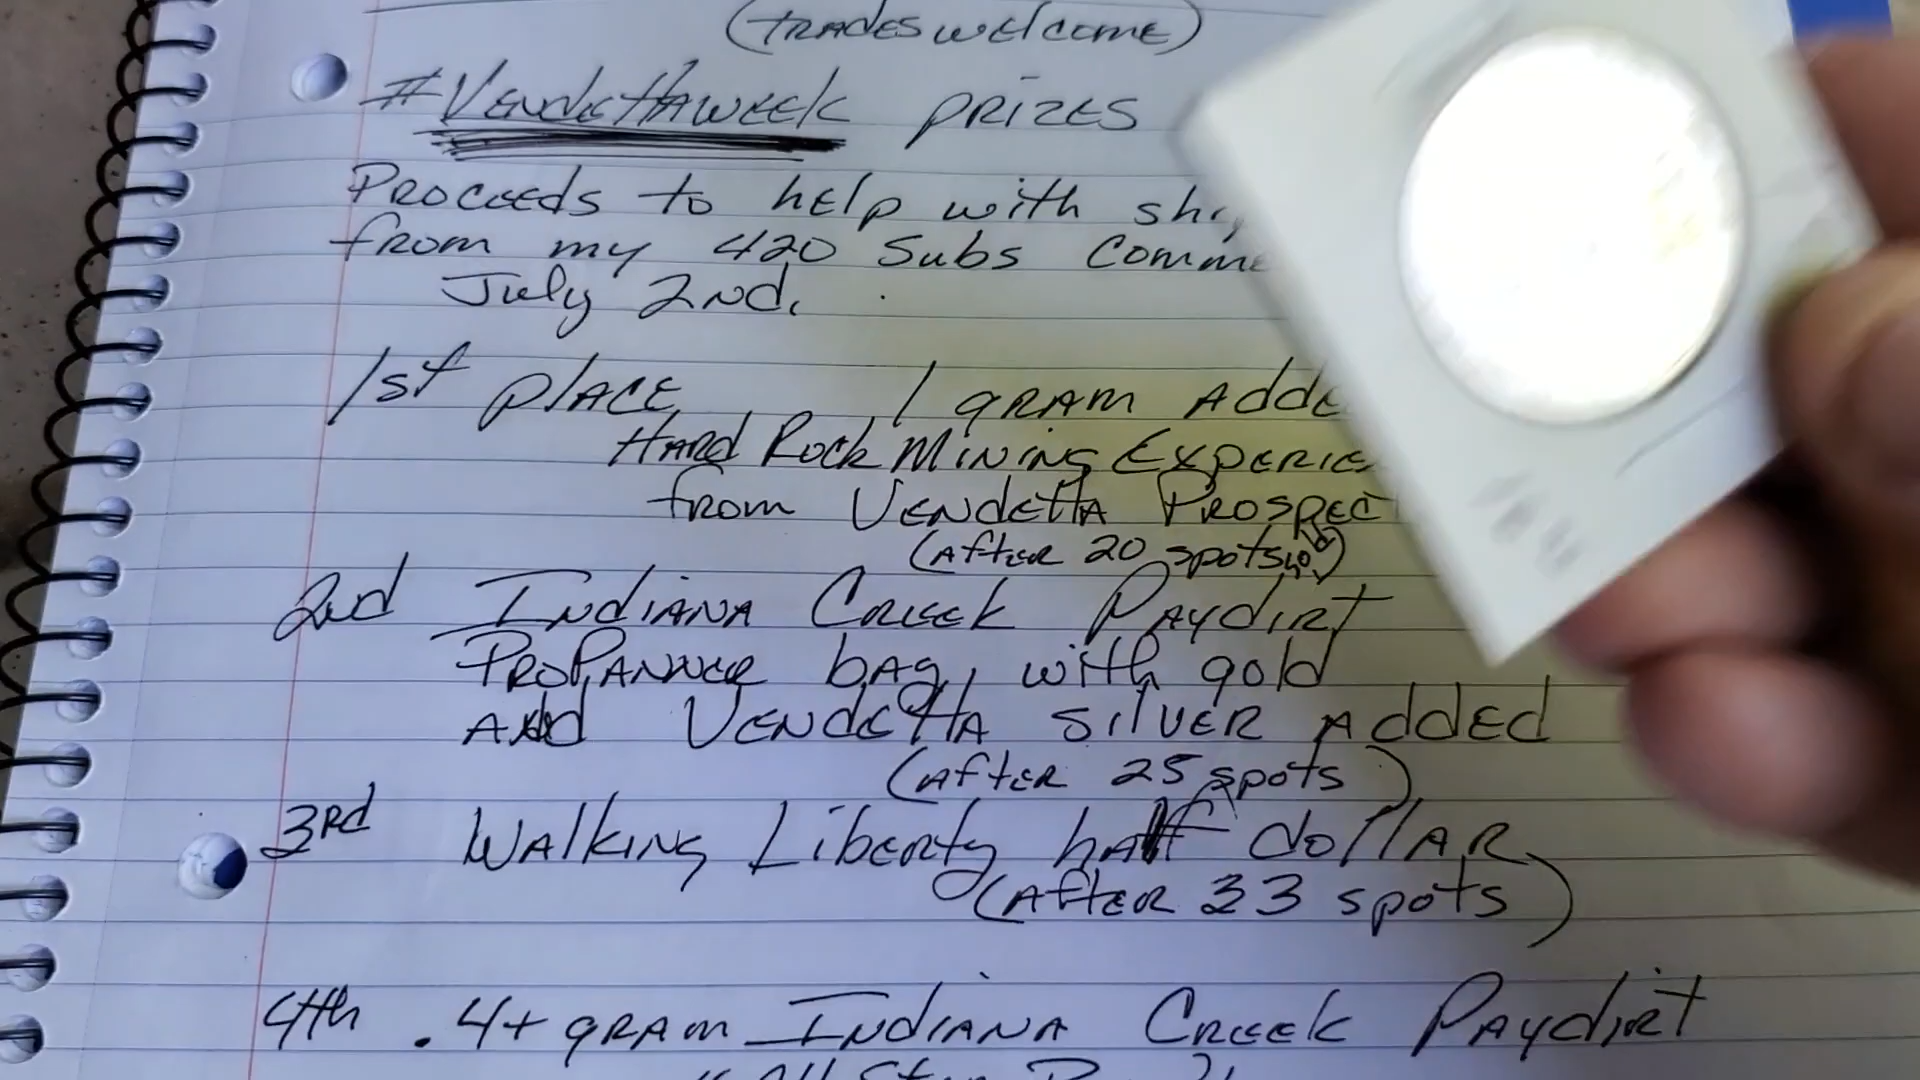 (trades welcome)
#Vendettaweek prizes
Proceeds to help with
from my 420 Subs
July 2nd.
1st place 1 gram
Hard Rock Mining
from Vendetta
(after 20 spots)
2nd Indiana Creek Paydirt
ProPanner bag, with gold
and Vendetta silver added
(after 25 spots)
3rd Walking Liberty half dollar
(after 33 spots)
4th .4+ gram Indiana Creek Paydirt